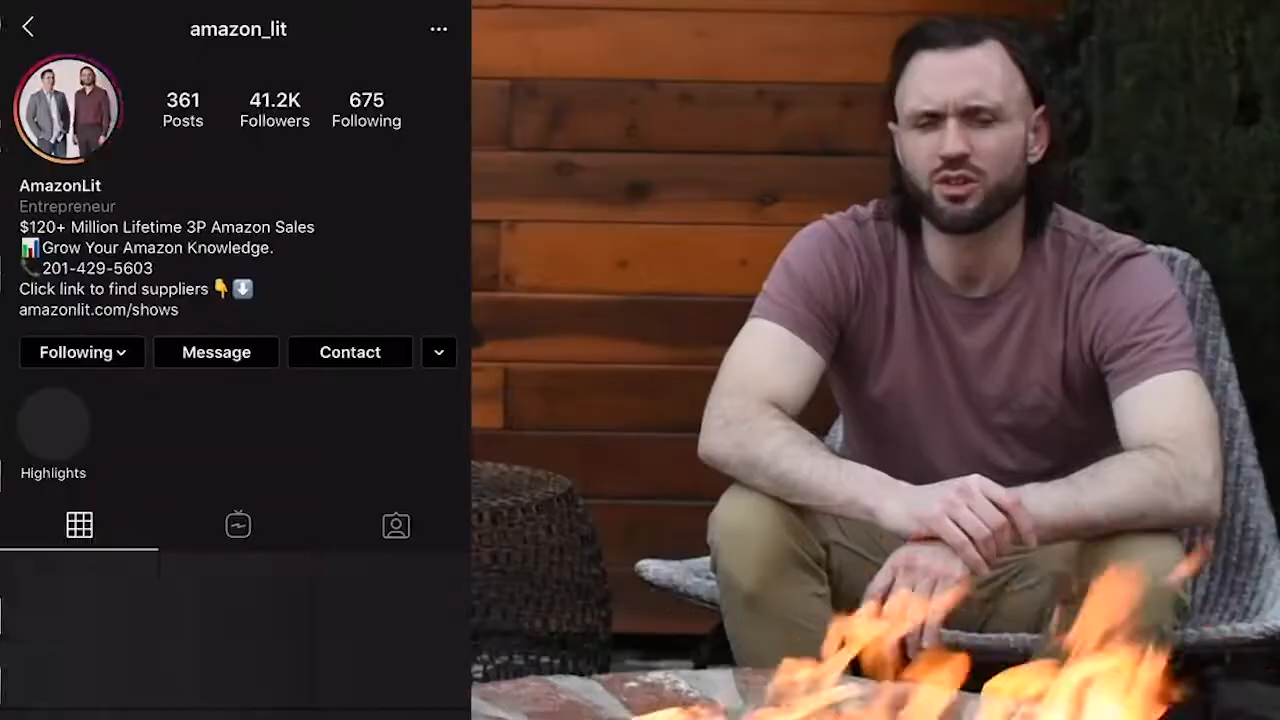 amazon_lit
361 41.2K 675
Posts Followers Following
AmazonLit
Entrepreneur
$120+ Million Lifetime 3P Amazon Sales
📊Grow Your Amazon Knowledge.
📞201-429-5603
Click link to find suppliers 👇⬇️
amazonlit.com/shows
Following Message Contact
Highlights